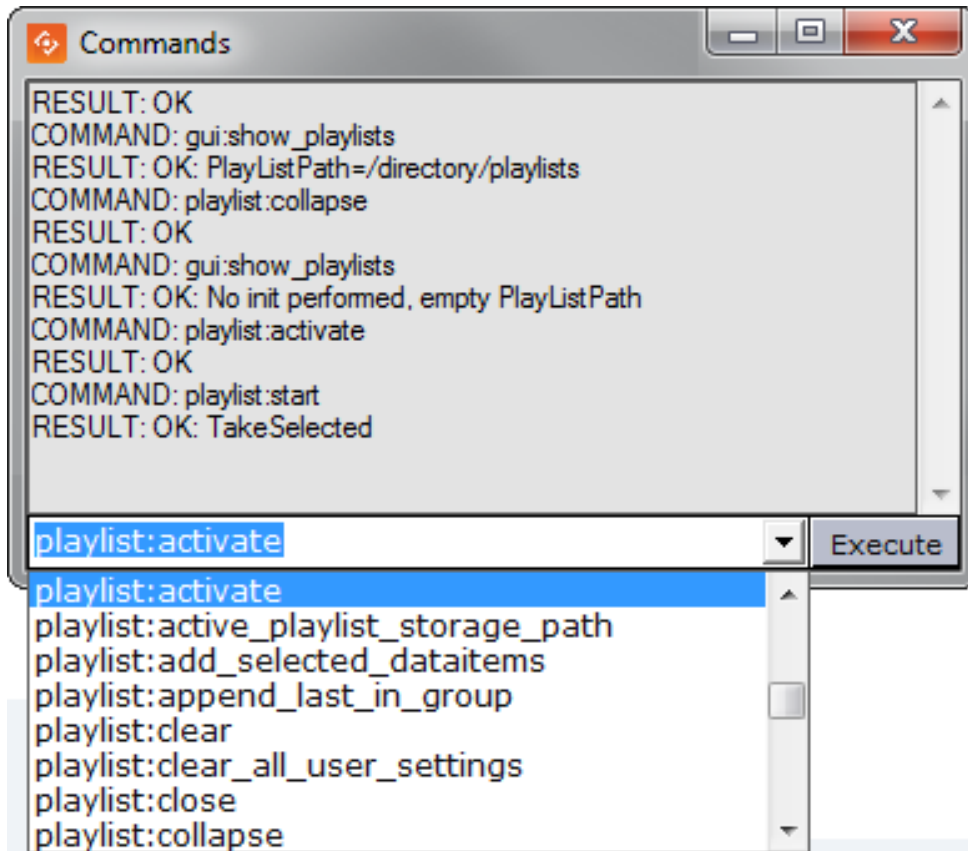 Commands
RESULT: OK
COMMAND: gui:show_playlists
RESULT: OK: PlayListPath=/directory/playlists
COMMAND: playlist:collapse
RESULT: OK
COMMAND: gui:show_playlists
RESULT: OK: No init performed, empty PlayListPath
COMMAND: playlist:activate
RESULT: OK
COMMAND: playlist:start
RESULT: OK: TakeSelected
playlist:activate Execute
playlist:activate
playlist:active_playlist_storage_path
playlist:add_selected_dataitems
playlist:append_last_in_group
playlist:clear
playlist:clear_all_user_settings
playlist:close
playlist:collapse